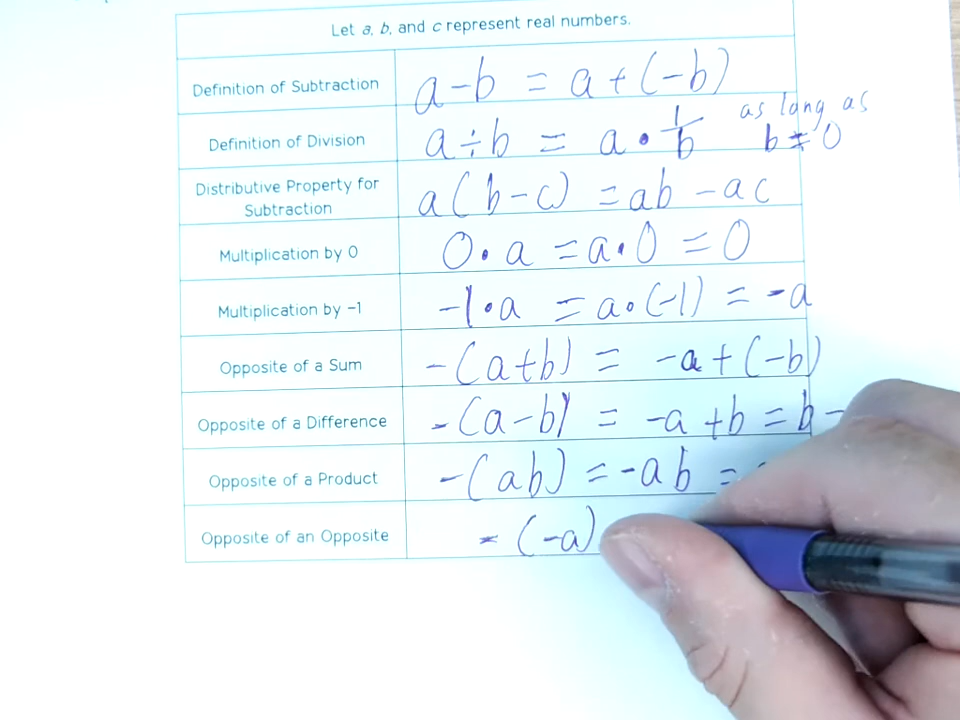 Let a, b, and c represent real numbers.
Definition of Subtraction a - b = a + (-b)
Definition of Division a ÷ b = a · 1/b as long as b ≠ 0
Distributive Property for
Subtraction a(b - c) = ab - ac
Multiplication by 0 0 · a = a · 0 = 0
Multiplication by -1 -1 · a = a · (-1) = -a
Opposite of a Sum -(a+b) = -a + (-b)
Opposite of a Difference -(a-b) = -a + b = b -
Opposite of a Product -(ab) = -ab =
Opposite of an Opposite -(-a)